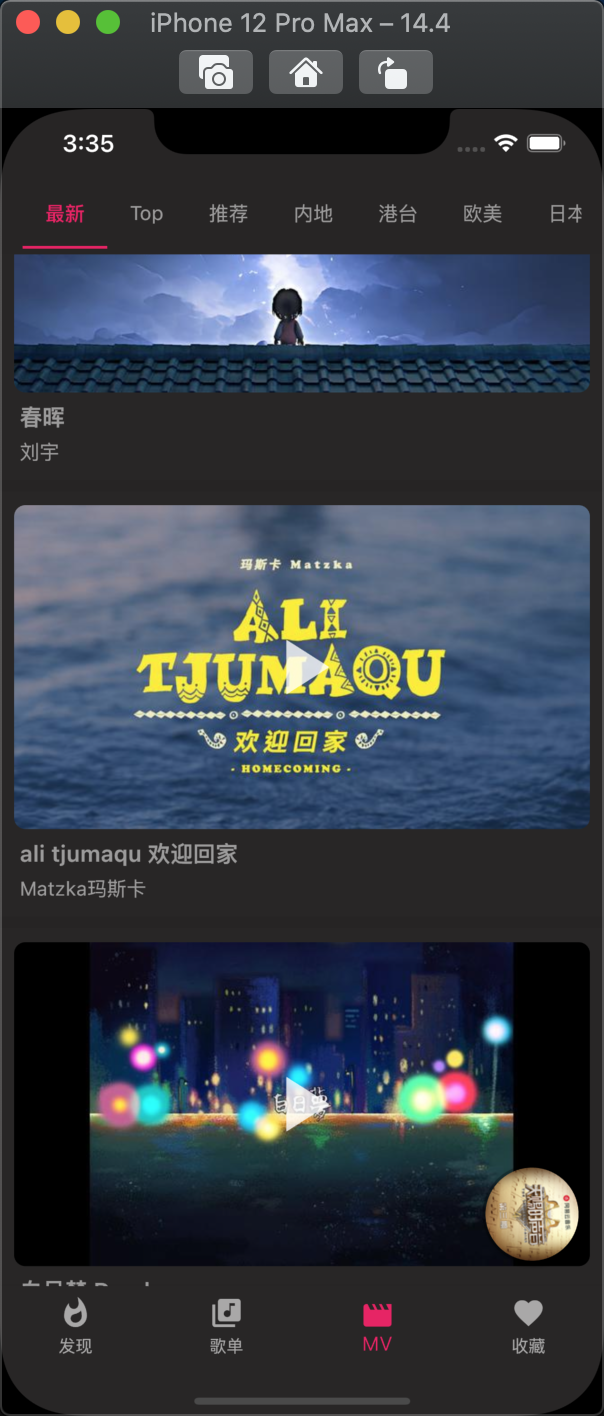 iPhone 12 Pro Max – 14.4
3:35
最新 Top 推荐 内地 港台 欧美 日本
春晖
刘宇
玛斯卡 Matzka
ALI
TJUMAQU
欢迎回家
- HOMECOMING -
ali tjumaqu 欢迎回家
Matzka玛斯卡
白日梦
发现 歌单 MV 收藏